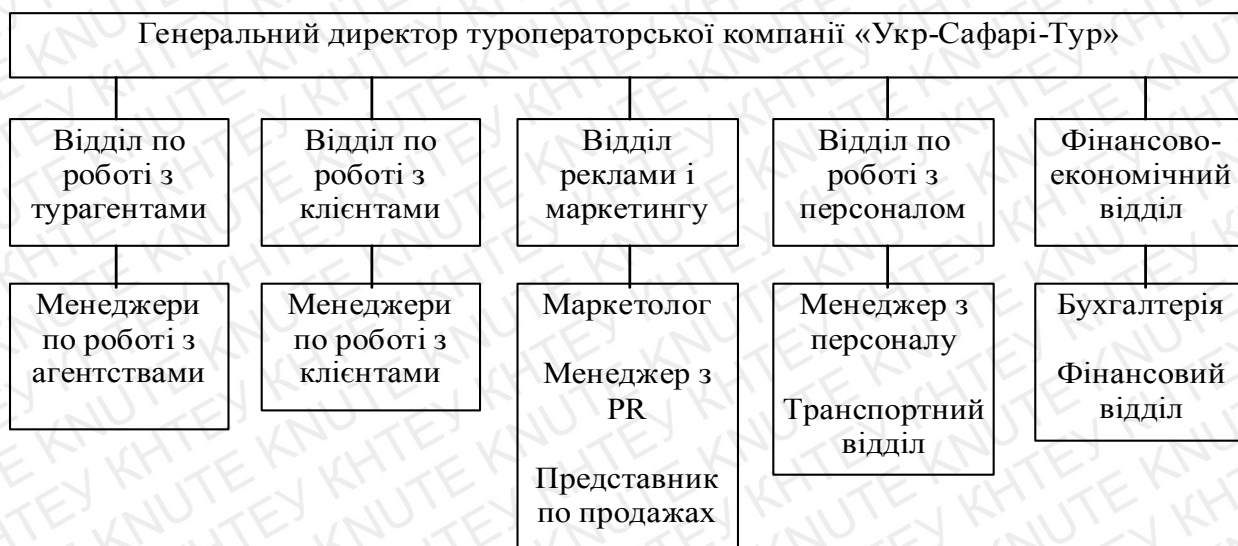 Генеральний директор туроператорської компанії «Укр-Сафарі-Тур»
Відділ по
роботі з
турагентами
Відділ по
роботі з
клієнтами
Відділ
реклами і
маркетингу
Відділ по
роботі з
персоналом
Фінансово-
економічний
відділ
Менеджери
по роботі з
агентствами
Менеджери
по роботі з
клієнтами
Маркетолог
Менеджер з
PR
Представник
по продажах
Менеджер з
персоналу
Транспортний
відділ
Бухгалтерія
Фінансовий
відділ